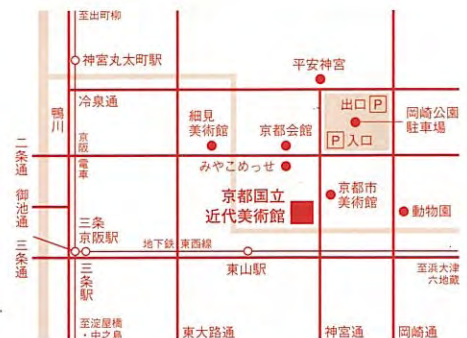 至出町柳
神宮丸太町駅
平安神宮
冷泉通
出口 P
岡崎公園
駐車場
P 入口
鴨川
細見
美術館
京都会館
京阪
電車
二条通
みやこめっせ
京都国立
近代美術館
京都市
美術館
動物園
御池通
三条
京阪駅
地下鉄 東西線
三条通
三条駅
東山駅
至浜大津
六地蔵
至淀屋橋
・中之島
東大路通
神宮通
岡崎通